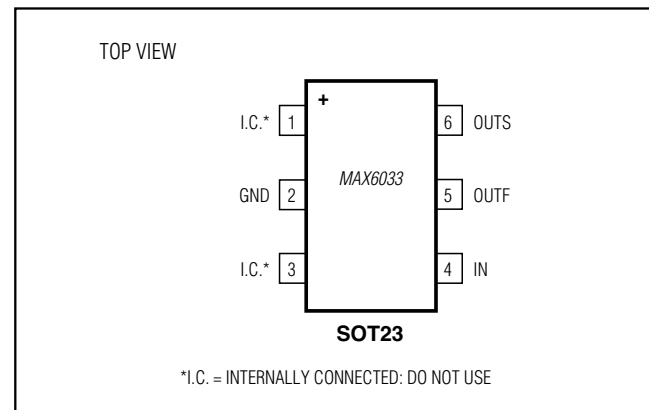 TOP VIEW
+
I.C.* 1 6 OUTS
MAX6033
GND 2 5 OUTF
I.C.* 3 4 IN
SOT23
*I.C. = INTERNALLY CONNECTED: DO NOT USE